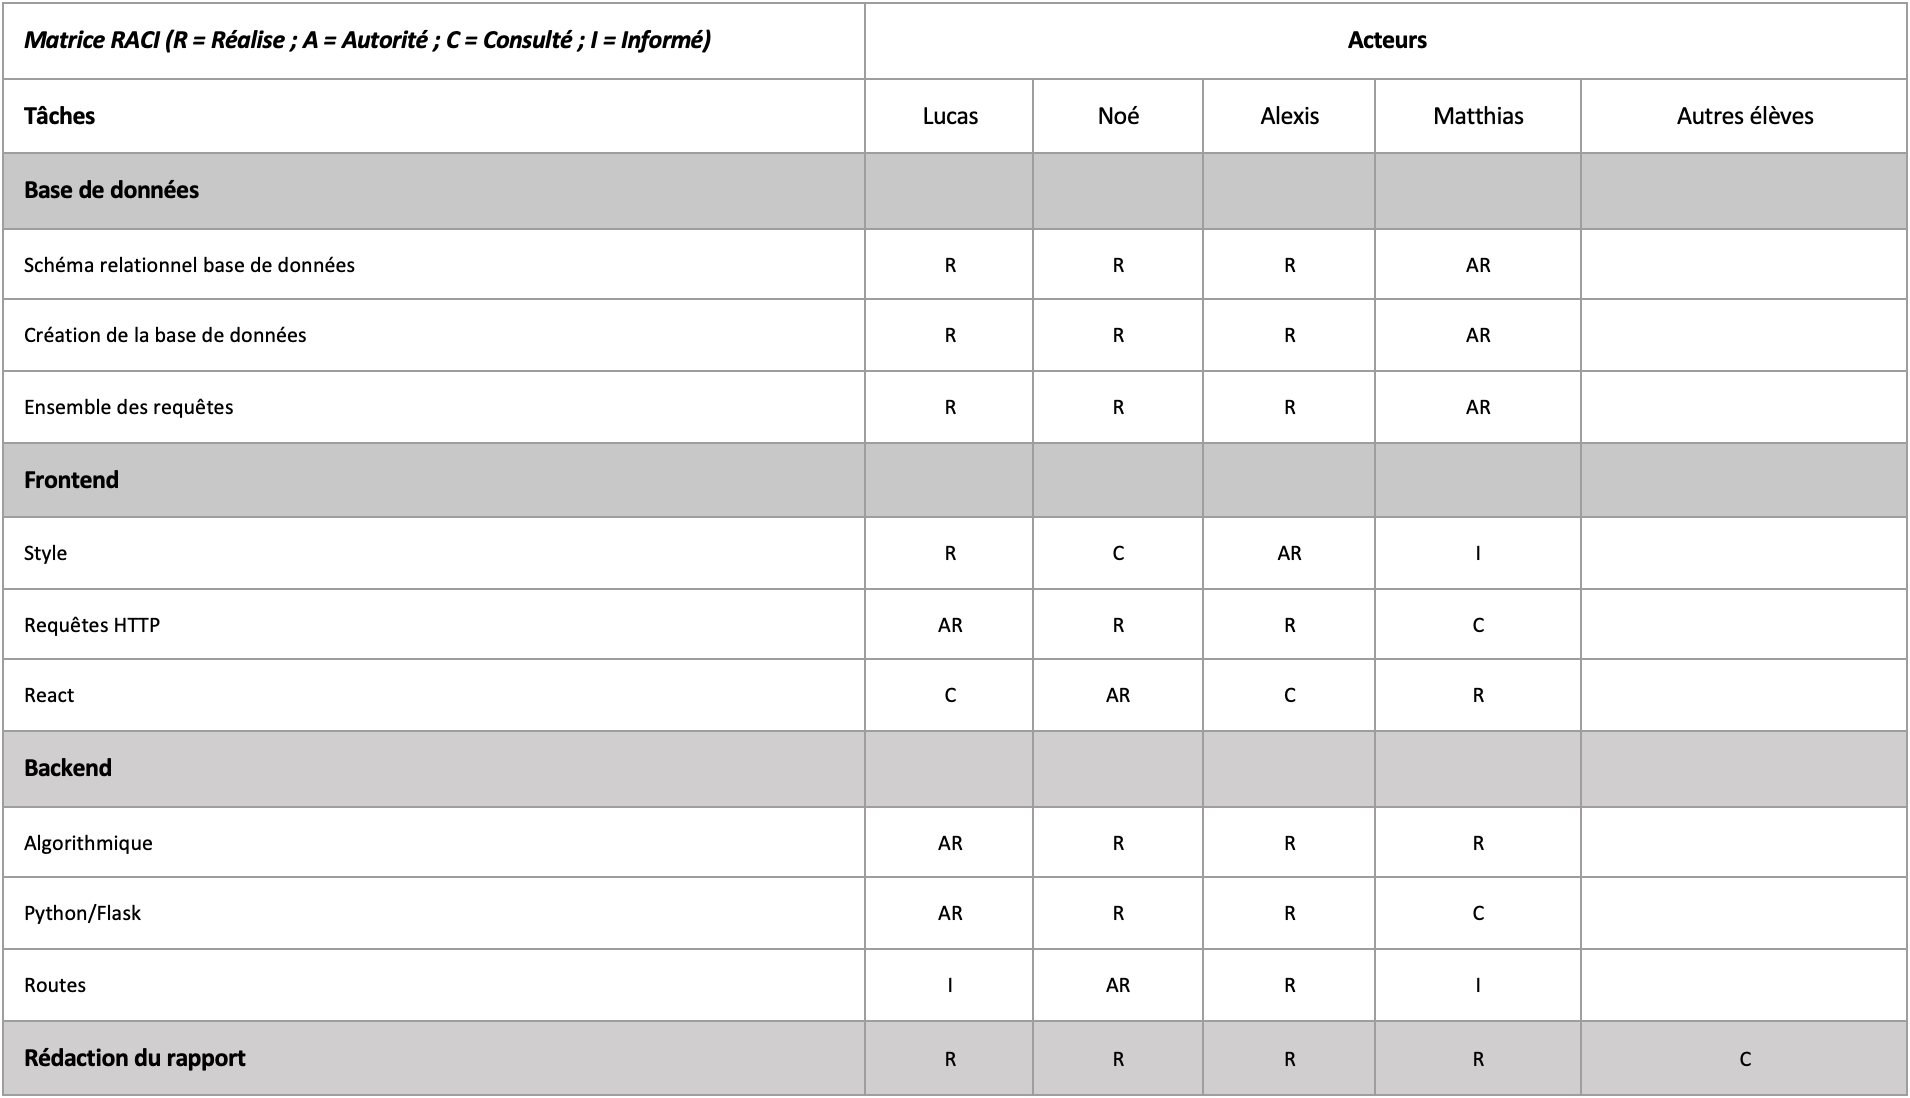 Matrice RACI (R = Réalise ; A = Autorité ; C = Consulté ; I = Informé) Acteurs
Tâches Lucas Noé Alexis Matthias Autres élèves
Base de données
Schéma relationnel base de données R R R AR
Création de la base de données R R R AR
Ensemble des requêtes R R R AR
Frontend
Style R C AR I
Requêtes HTTP AR R R C
React C AR C R
Backend
Algorithmique AR R R R
Python/Flask AR R R C
Routes I AR R I
Rédaction du rapport R R R R C